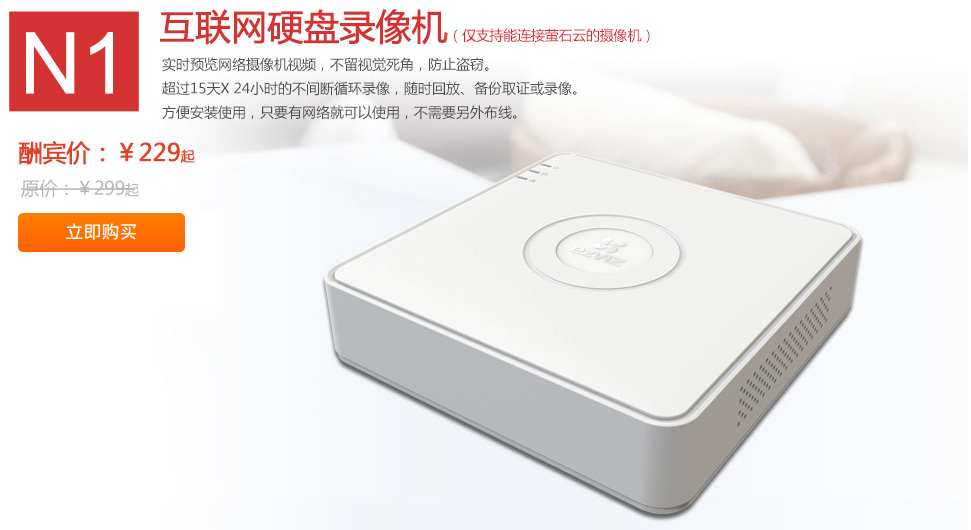 N1
互联网硬盘录像机（仅支持能连接萤石云的摄像机）
实时预览网络摄像机视频，不留视觉死角，防止盗窃。
超过15天X 24小时的不间断循环录像，随时回放、备份取证或录像。
方便安装使用，只要有网络就可以使用，不需要另外布线。
酬宾价：￥229起
原价：￥299起
立即购买
EZVIZ